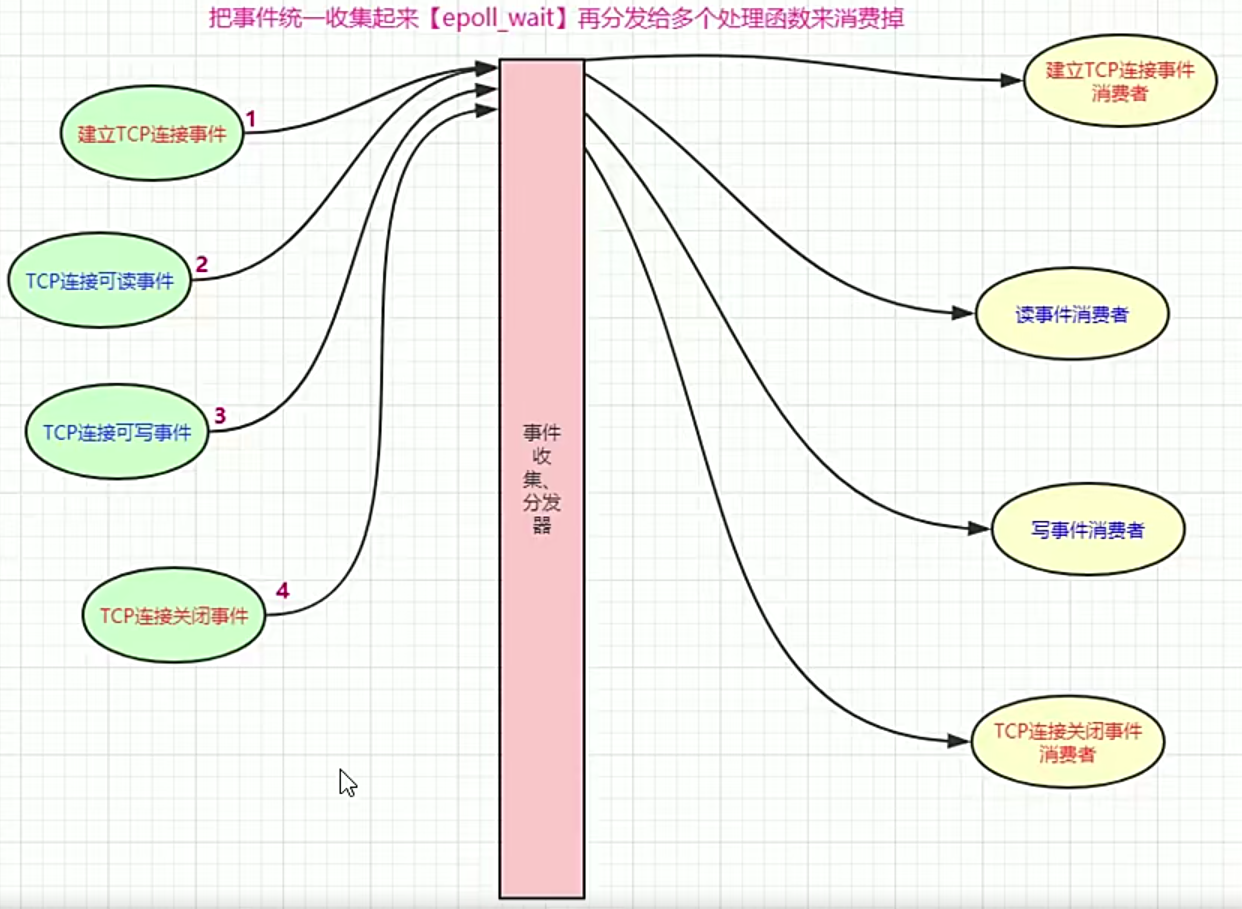 把事件统一收集起来【epoll_wait】再分发给多个处理函数来消费掉
建立TCP连接事件
1
TCP连接可读事件
2
TCP连接可写事件
3
TCP连接关闭事件
4
事件
收
集、
分发
器
建立TCP连接事件
消费者
读事件消费者
写事件消费者
TCP连接关闭事件
消费者